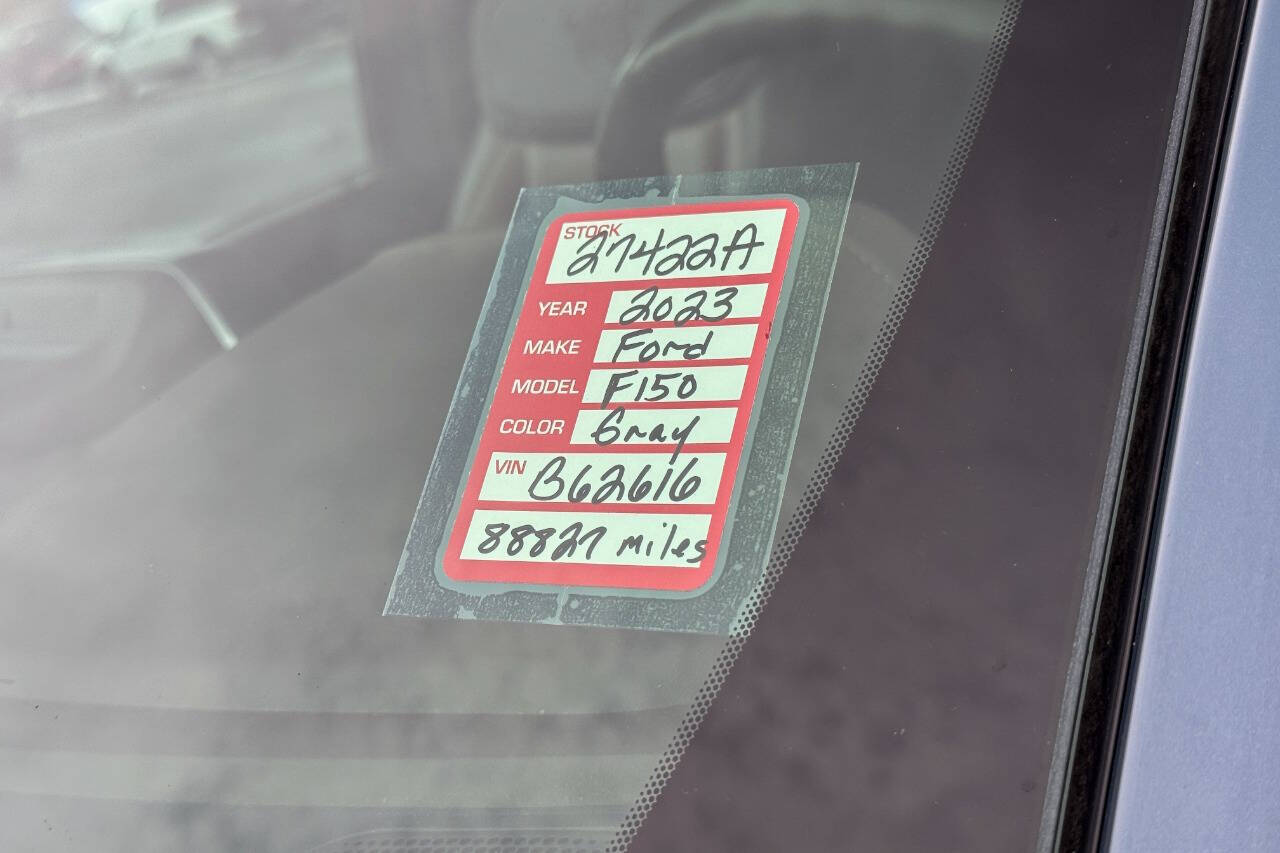 STOCK
27422A
YEAR 2023
MAKE Ford
MODEL F150
COLOR Gray
VIN B62616
88827 miles